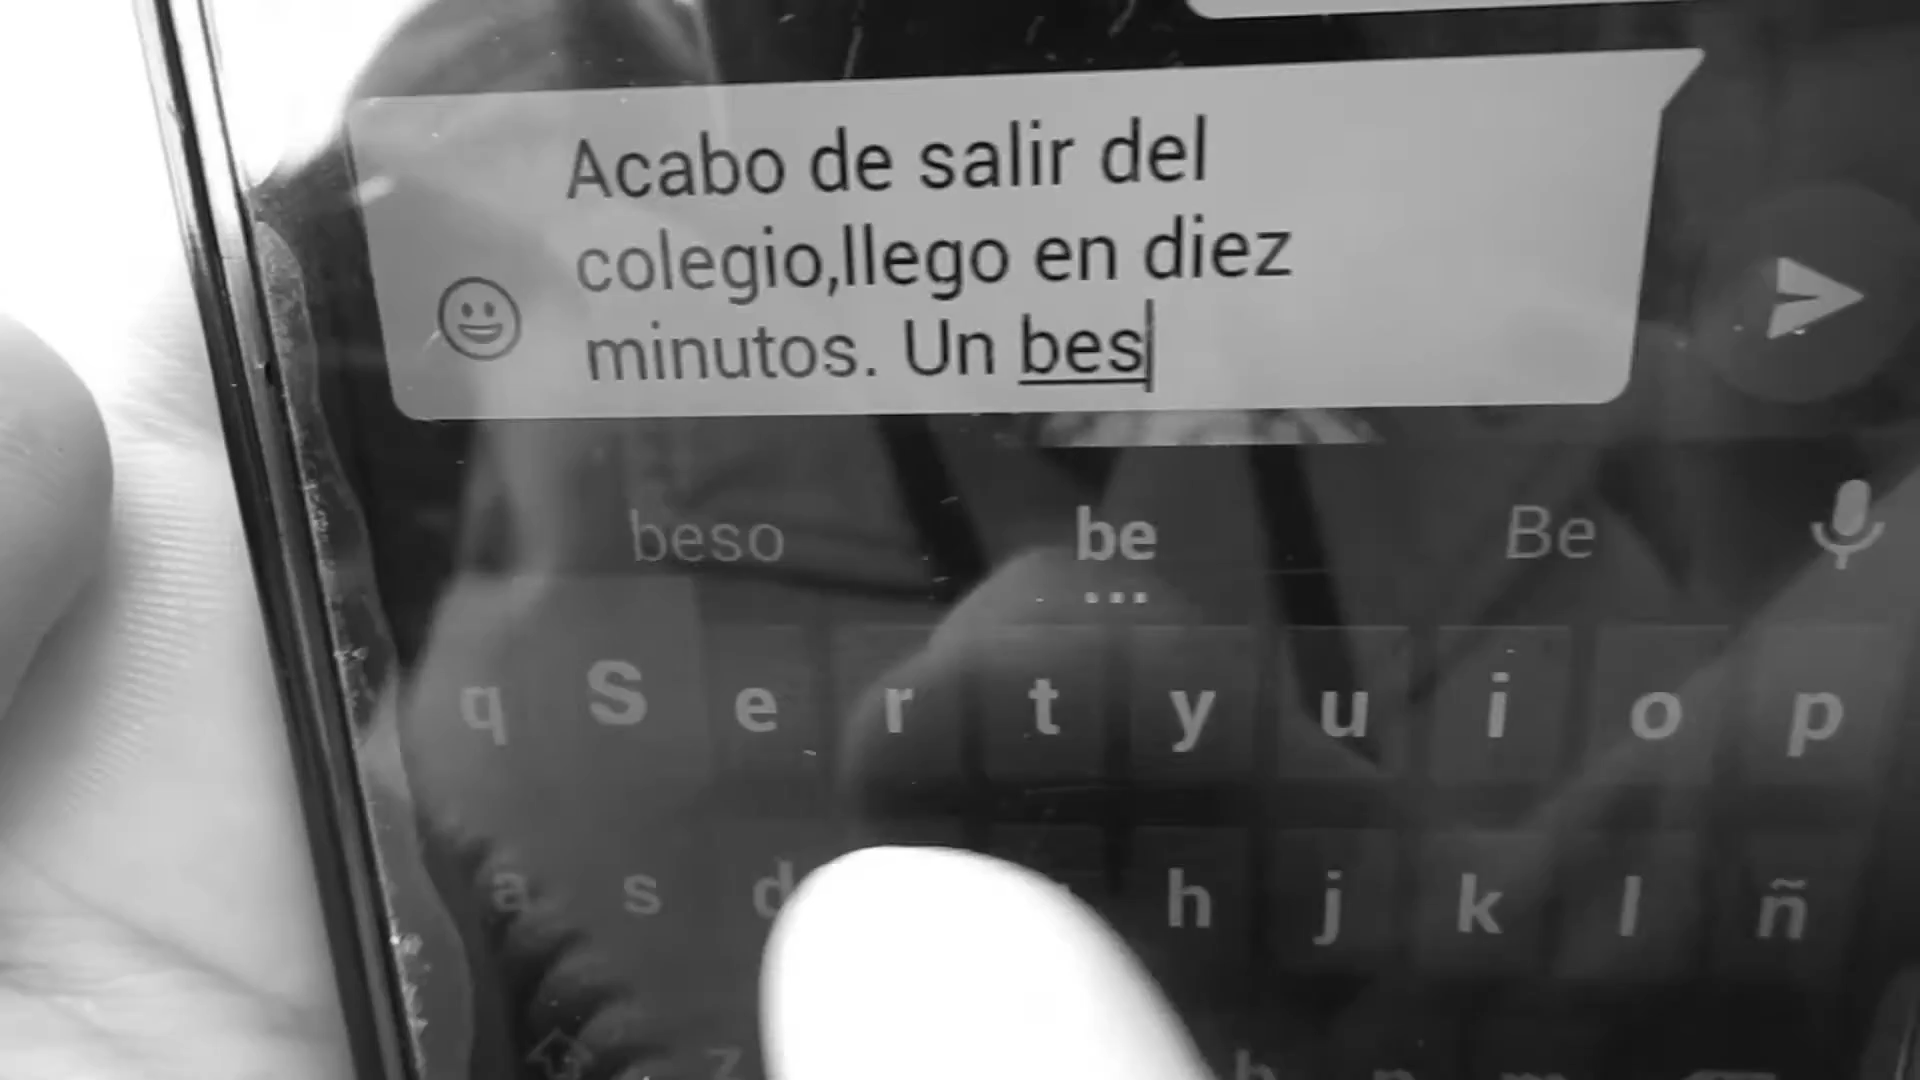 Acabo de salir del
colegio,llego en diez
minutos. Un bes
beso be Be
q S e r t y u i o p
a s d h j k l ñ